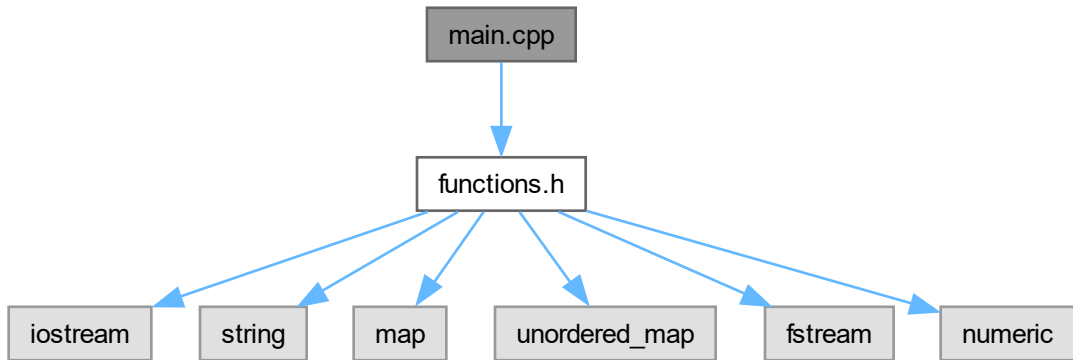 main.cpp
functions.h
iostream
string
map
unordered_map
fstream
numeric